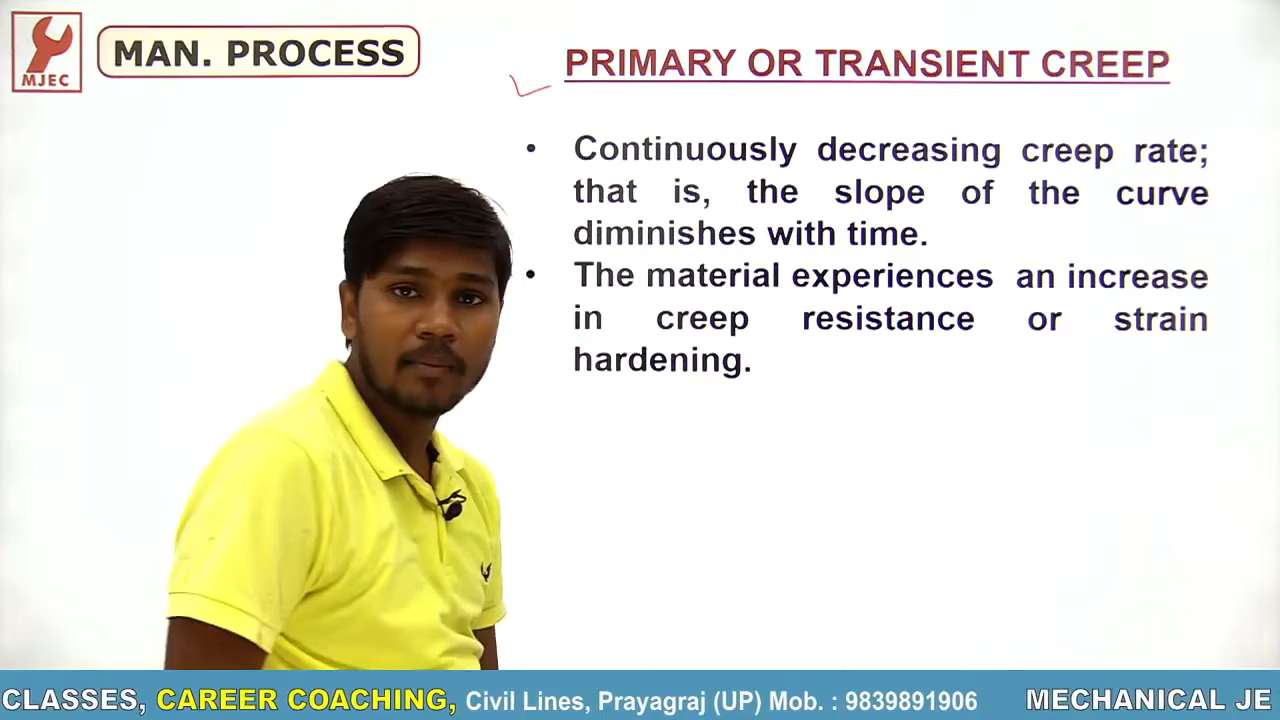 MJEC
MAN. PROCESS
PRIMARY OR TRANSIENT CREEP
• Continuously decreasing creep rate;
that is, the slope of the curve
diminishes with time.
• The material experiences an increase
in creep resistance or strain
hardening.
CLASSES, CAREER COACHING, Civil Lines, Prayagraj (UP) Mob. : 9839891906 MECHANICAL JE